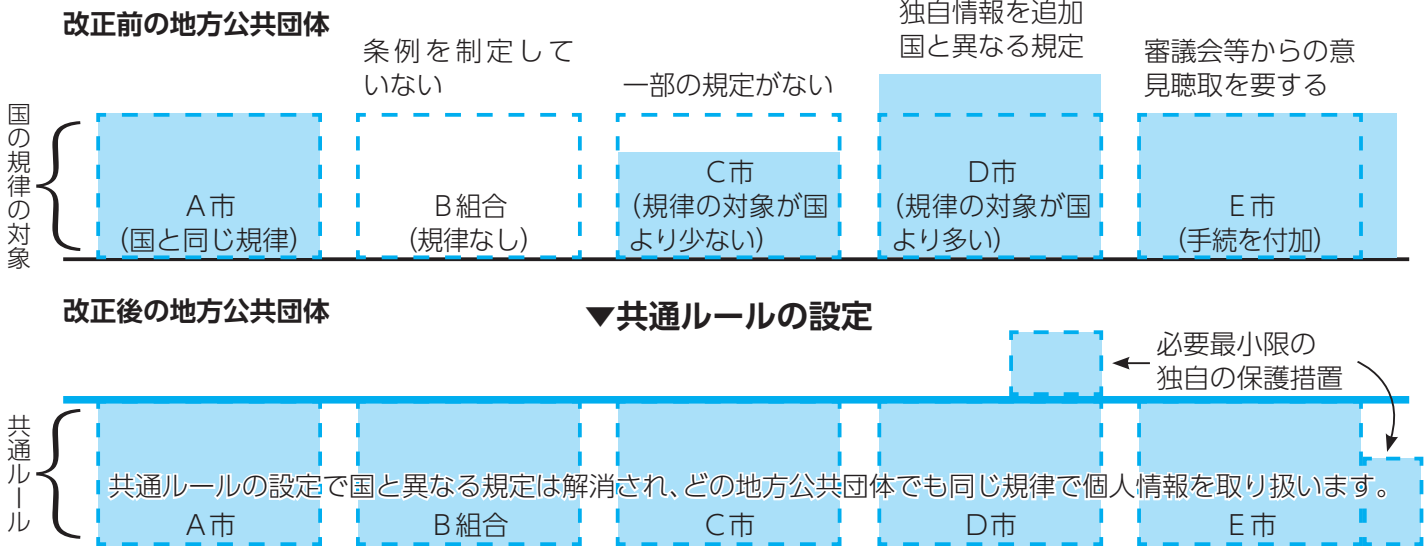 改正前の地方公共団体
条例を制定して
いない
一部の規定がない
独自情報を追加
国と異なる規定
審議会等からの意
見聴取を要する
国の規律の対象
A市
(国と同じ規律)
B組合
(規律なし)
C市
(規律の対象が国
より少ない)
D市
(規律の対象が国
より多い)
E市
(手続を付加)
改正後の地方公共団体
▼共通ルールの設定
必要最小限の
独自の保護措置
共通ルール
共通ルールの設定で国と異なる規定は解消され、どの地方公共団体でも同じ規律で個人情報を取り扱います。
A市
B組合
C市
D市
E市